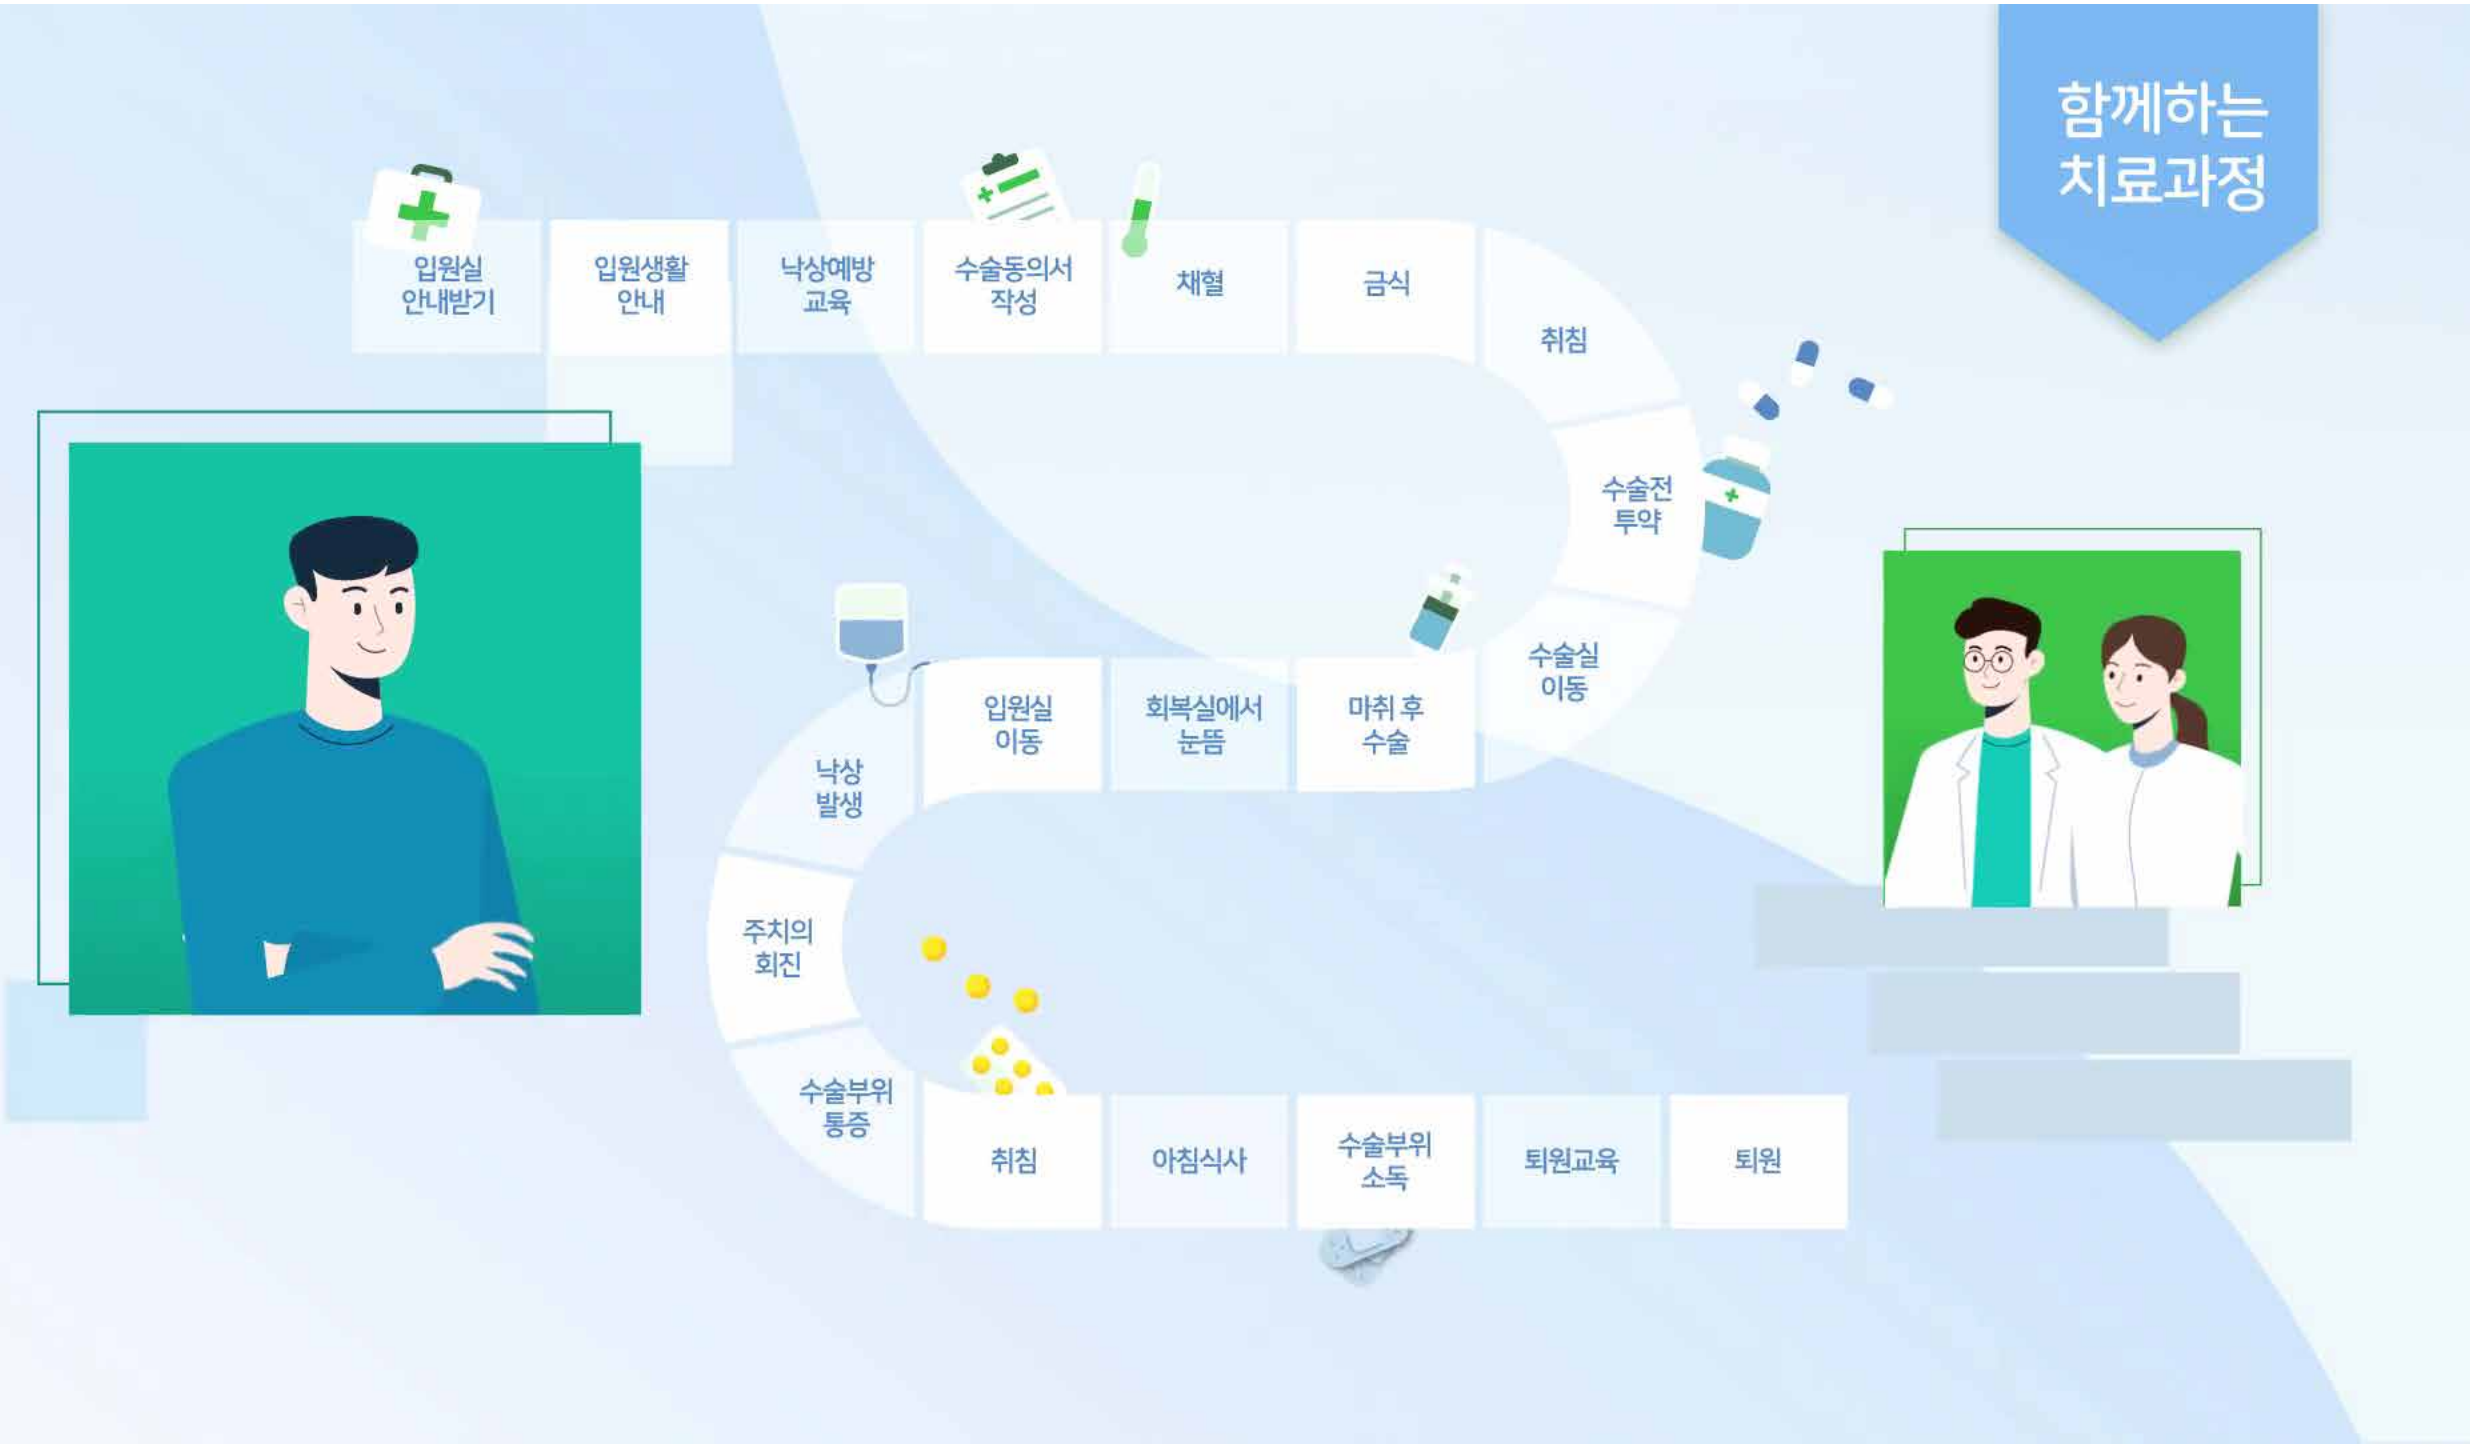 함께하는
치료과정
입원실
안내받기
입원생활
안내
낙상예방
교육
수술동의서
작성
채혈
금식
취침
수술전
투약
수술실
이동
마취 후
수술
회복실에서
눈뜸
입원실
이동
낙상
발생
주치의
회진
수술부위
통증
취침
아침식사
수술부위
소독
퇴원교육
퇴원